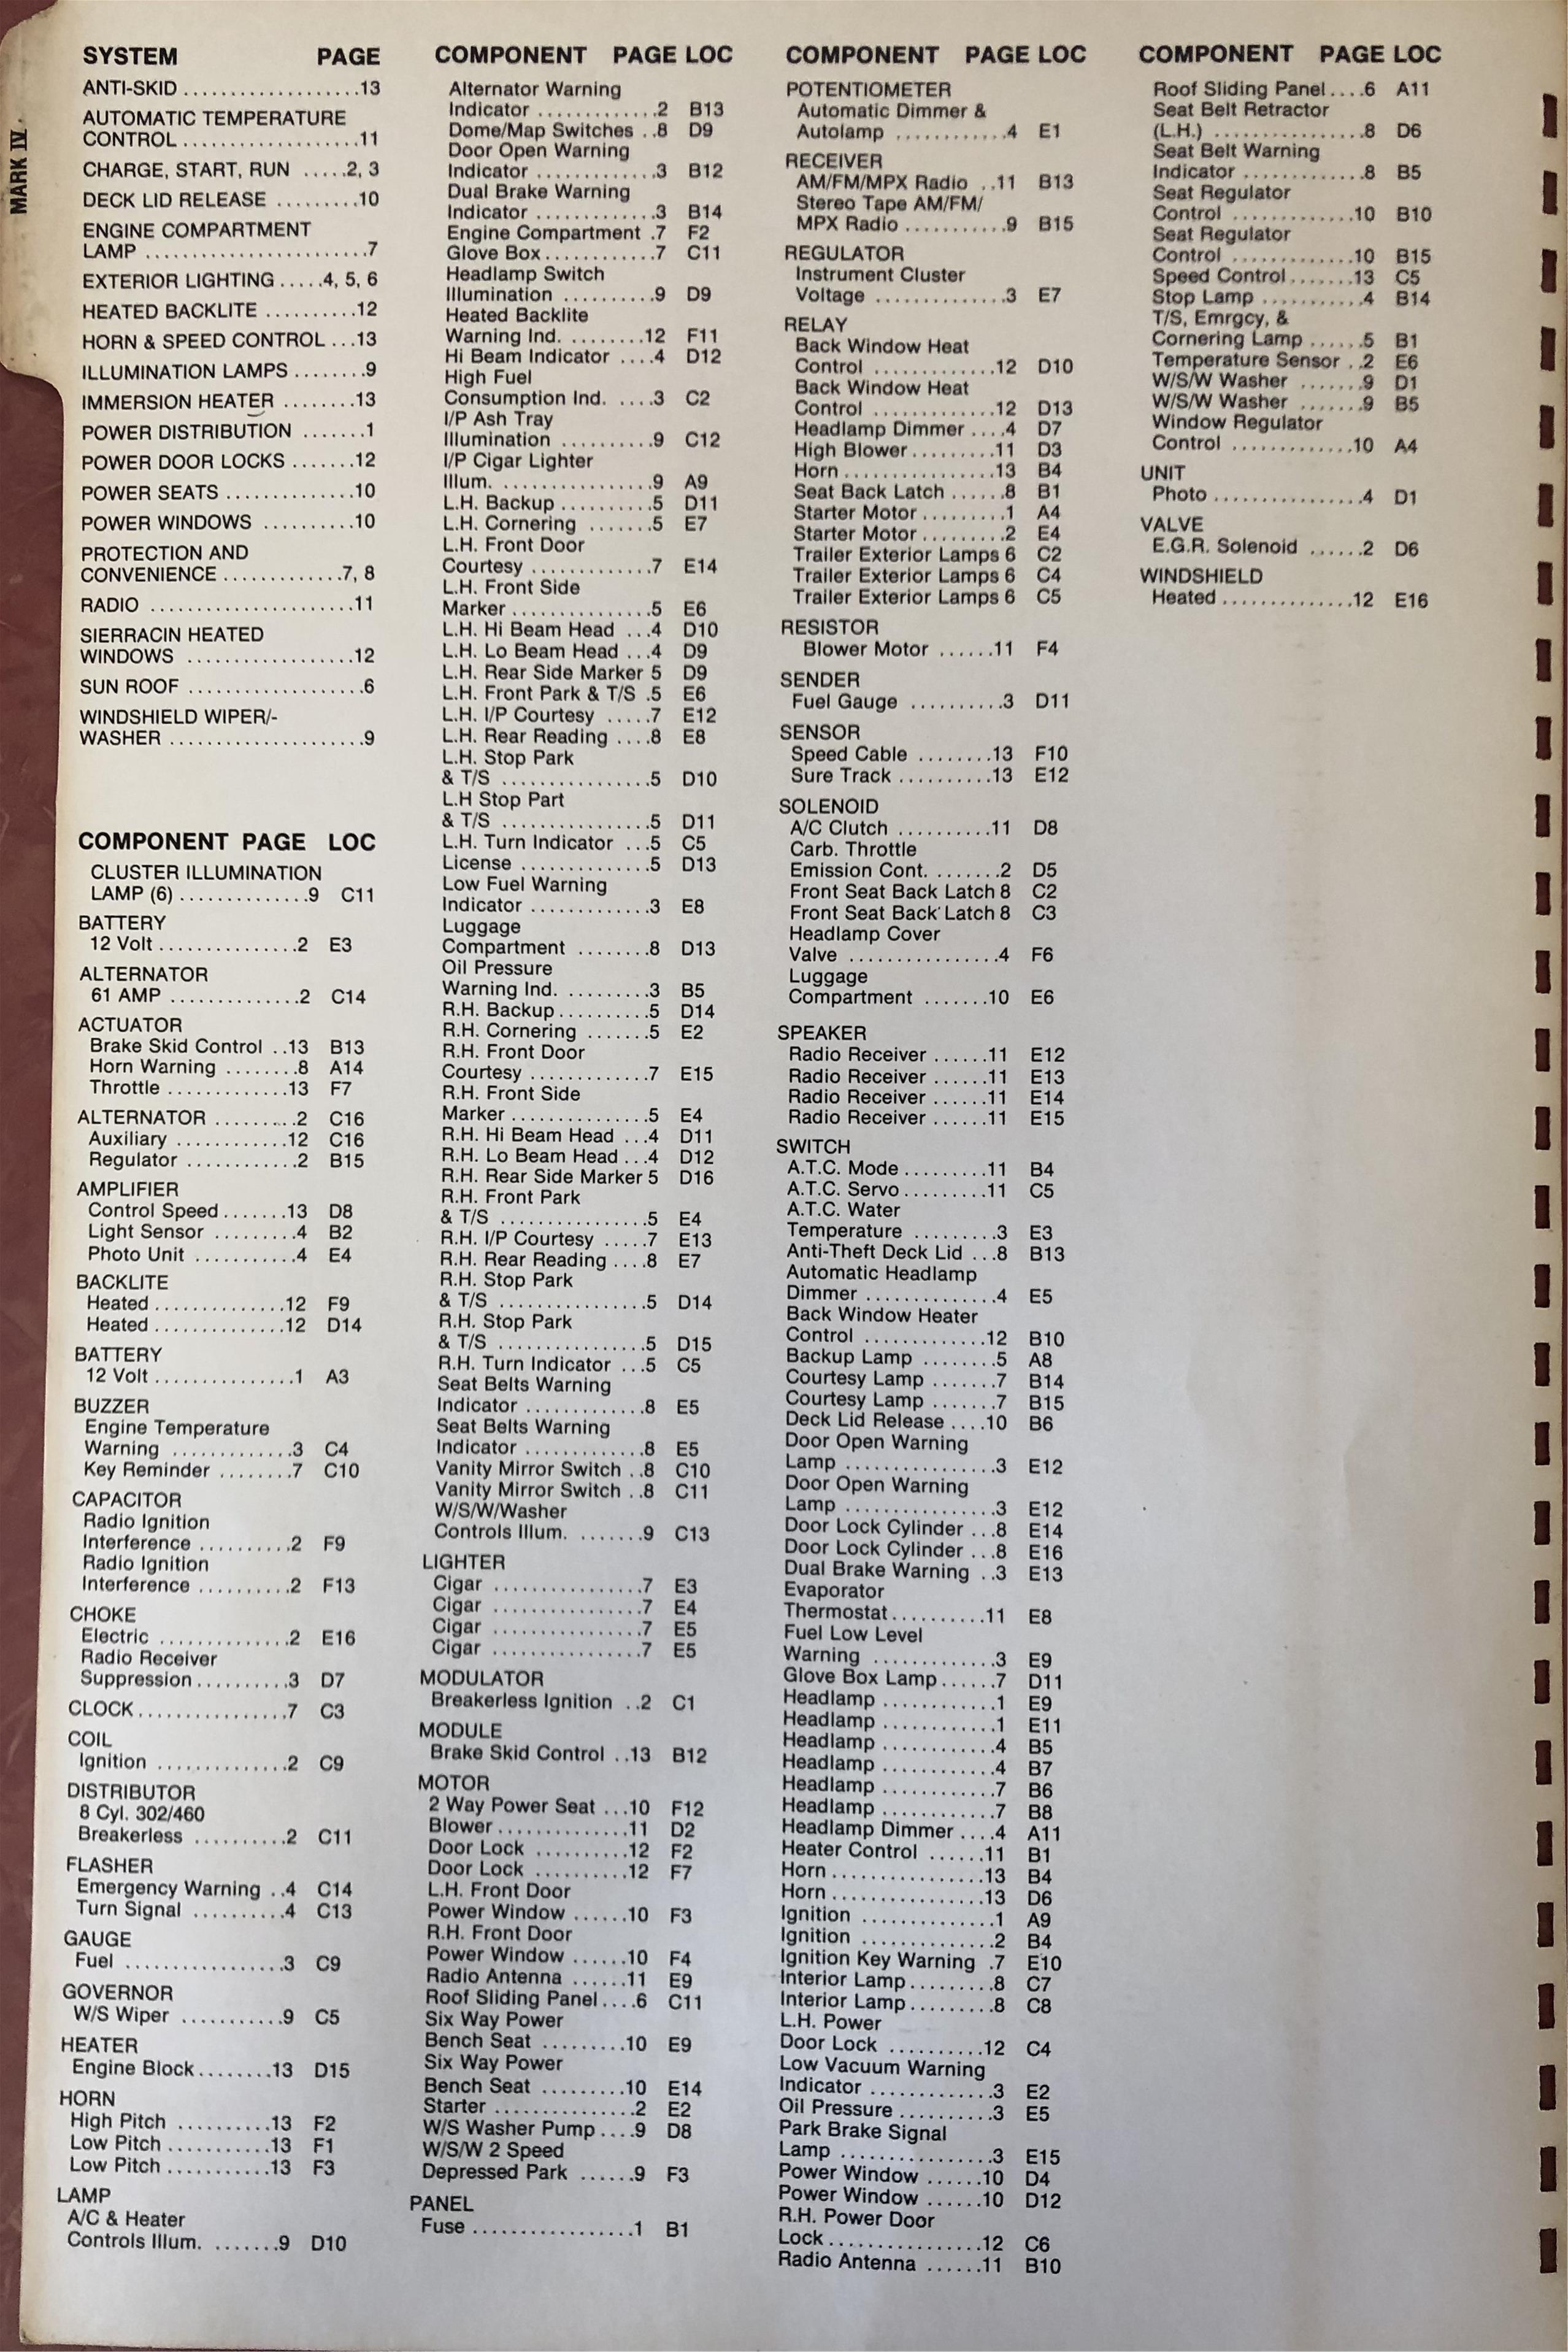 MARK IV
SYSTEM PAGE
ANTI-SKID ...................13
AUTOMATIC TEMPERATURE
CONTROL ...................11
CHARGE, START, RUN .....2, 3
DECK LID RELEASE .........10
ENGINE COMPARTMENT
LAMP ........................7
EXTERIOR LIGHTING .....4, 5, 6
HEATED BACKLITE ..........12
HORN & SPEED CONTROL ...13
ILLUMINATION LAMPS ........9
IMMERSION HEATER ........13
POWER DISTRIBUTION .......1
POWER DOOR LOCKS .......12
POWER SEATS ..............10
POWER WINDOWS ..........10
PROTECTION AND
CONVENIENCE .............7, 8
RADIO ......................11
SIERRACIN HEATED
WINDOWS ..................12
SUN ROOF ...................6
WINDSHIELD WIPER/-
WASHER .....................9
COMPONENT PAGE LOC
CLUSTER ILLUMINATION
LAMP (6) ..............9 C11
BATTERY
12 Volt ...............2 E3
ALTERNATOR
61 AMP ..............2 C14
ACTUATOR
Brake Skid Control ..13 B13
Horn Warning ........8 A14
Throttle .............13 F7
ALTERNATOR ..........2 C16
Auxiliary ............12 C16
Regulator ............2 B15
AMPLIFIER
Control Speed .......13 D8
Light Sensor .........4 B2
Photo Unit ...........4 E4
BACKLITE
Heated ..............12 F9
Heated ..............12 D14
BATTERY
12 Volt ...............1 A3
BUZZER
Engine Temperature
Warning .............3 C4
Key Reminder ........7 C10
CAPACITOR
Radio Ignition
Interference ..........2 F9
Radio Ignition
Interference ..........2 F13
CHOKE
Electric ..............2 E16
Radio Receiver
Suppression ..........3 D7
CLOCK ................7 C3
COIL
Ignition ..............2 C9
DISTRIBUTOR
8 Cyl. 302/460
Breakerless ..........2 C11
FLASHER
Emergency Warning ..4 C14
Turn Signal ..........4 C13
GAUGE
Fuel .................3 C9
GOVERNOR
W/S Wiper ...........9 C5
HEATER
Engine Block ........13 D15
HORN
High Pitch ..........13 F2
Low Pitch ...........13 F1
Low Pitch ...........13 F3
LAMP
A/C & Heater
Controls Illum. .......9 D10
COMPONENT PAGE LOC
Alternator Warning
Indicator .............2 B13
Dome/Map Switches ..8 D9
Door Open Warning
Indicator .............3 B12
Dual Brake Warning
Indicator .............3 B14
Engine Compartment .7 F2
Glove Box ............7 C11
Headlamp Switch
Illumination ..........9 D9
Heated Backlite
Warning Ind. .........12 F11
Hi Beam Indicator ....4 D12
High Fuel
Consumption Ind. ....3 C2
I/P Ash Tray
Illumination ..........9 C12
I/P Cigar Lighter
Illum. ................9 A9
L.H. Backup ..........5 D11
L.H. Cornering .......5 E7
L.H. Front Door
Courtesy .............7 E14
L.H. Front Side
Marker ...............5 E6
L.H. Hi Beam Head ...4 D10
L.H. Lo Beam Head ...4 D9
L.H. Rear Side Marker 5 D9
L.H. Front Park & T/S .5 E6
L.H. I/P Courtesy .....7 E12
L.H. Rear Reading ....8 E8
L.H. Stop Park
& T/S ................5 D10
L.H Stop Part
& T/S ................5 D11
L.H. Turn Indicator ...5 C5
License ..............5 D13
Low Fuel Warning
Indicator .............3 E8
Luggage
Compartment ........8 D13
Oil Pressure
Warning Ind. .........3 B5
R.H. Backup ..........5 D14
R.H. Cornering .......5 E2
R.H. Front Door
Courtesy .............7 E15
R.H. Front Side
Marker ...............5 E4
R.H. Hi Beam Head ...4 D11
R.H. Lo Beam Head ...4 D12
R.H. Rear Side Marker 5 D16
R.H. Front Park
& T/S ................5 E4
R.H. I/P Courtesy .....7 E13
R.H. Rear Reading ....8 E7
R.H. Stop Park
& T/S ................5 D14
R.H. Stop Park
& T/S ................5 D15
R.H. Turn Indicator ...5 C5
Seat Belts Warning
Indicator .............8 E5
Seat Belts Warning
Indicator .............8 E5
Vanity Mirror Switch ..8 C10
Vanity Mirror Switch ..8 C11
W/S/W/Washer
Controls Illum. .......9 C13
LIGHTER
Cigar ................7 E3
Cigar ................7 E4
Cigar ................7 E5
Cigar ................7 E5
MODULATOR
Breakerless Ignition ..2 C1
MODULE
Brake Skid Control ..13 B12
MOTOR
2 Way Power Seat ...10 F12
Blower ..............11 D2
Door Lock ..........12 F2
Door Lock ..........12 F7
L.H. Front Door
Power Window ......10 F3
R.H. Front Door
Power Window ......10 F4
Radio Antenna ......11 E9
Roof Sliding Panel ....6 C11
Six Way Power
Bench Seat .........10 E9
Six Way Power
Bench Seat .........10 E14
Starter ...............2 E2
W/S Washer Pump ....9 D8
W/S/W 2 Speed
Depressed Park ......9 F3
PANEL
Fuse .................1 B1
COMPONENT PAGE LOC
POTENTIOMETER
Automatic Dimmer &
Autolamp ...........4 E1
RECEIVER
AM/FM/MPX Radio ..11 B13
Stereo Tape AM/FM/
MPX Radio ...........9 B15
REGULATOR
Instrument Cluster
Voltage ..............3 E7
RELAY
Back Window Heat
Control .............12 D10
Back Window Heat
Control .............12 D13
Headlamp Dimmer ....4 D7
High Blower .........11 D3
Horn ................13 B4
Seat Back Latch ......8 B1
Starter Motor .........1 A4
Starter Motor .........2 E4
Trailer Exterior Lamps 6 C2
Trailer Exterior Lamps 6 C4
Trailer Exterior Lamps 6 C5
RESISTOR
Blower Motor ......11 F4
SENDER
Fuel Gauge ..........3 D11
SENSOR
Speed Cable ........13 F10
Sure Track ..........13 E12
SOLENOID
A/C Clutch ..........11 D8
Carb. Throttle
Emission Cont. .......2 D5
Front Seat Back Latch 8 C2
Front Seat Back Latch 8 C3
Headlamp Cover
Valve ................4 F6
Luggage
Compartment .......10 E6
SPEAKER
Radio Receiver ......11 E12
Radio Receiver ......11 E13
Radio Receiver ......11 E14
Radio Receiver ......11 E15
SWITCH
A.T.C. Mode .........11 B4
A.T.C. Servo .........11 C5
A.T.C. Water
Temperature .........3 E3
Anti-Theft Deck Lid ...8 B13
Automatic Headlamp
Dimmer ..............4 E5
Back Window Heater
Control .............12 B10
Backup Lamp ........5 A8
Courtesy Lamp .......7 B14
Courtesy Lamp .......7 B15
Deck Lid Release ....10 B6
Door Open Warning
Lamp ................3 E12
Door Open Warning
Lamp ................3 E12
Door Lock Cylinder ...8 E14
Door Lock Cylinder ...8 E16
Dual Brake Warning ..3 E13
Evaporator
Thermostat ..........11 E8
Fuel Low Level
Warning .............3 E9
Glove Box Lamp ......7 D11
Headlamp ............1 E9
Headlamp ............1 E11
Headlamp ............4 B5
Headlamp ............4 B7
Headlamp ............7 B6
Headlamp ............7 B8
Headlamp Dimmer ....4 A11
Heater Control ......11 B1
Horn ................13 B4
Horn ................13 D6
Ignition ..............1 A9
Ignition ..............2 B4
Ignition Key Warning .7 E10
Interior Lamp .........8 C7
Interior Lamp .........8 C8
L.H. Power
Door Lock ..........12 C4
Low Vacuum Warning
Indicator .............3 E2
Oil Pressure ..........3 E5
Park Brake Signal
Lamp ................3 E15
Power Window ......10 D4
Power Window ......10 D12
R.H. Power Door
Lock ................12 C6
Radio Antenna ......11 B10
COMPONENT PAGE LOC
Roof Sliding Panel ....6 A11
Seat Belt Retractor
(L.H.) ................8 D6
Seat Belt Warning
Indicator .............8 B5
Seat Regulator
Control .............10 B10
Seat Regulator
Control .............10 B15
Speed Control .......13 C5
Stop Lamp ...........4 B14
T/S, Emrgcy, &
Cornering Lamp ......5 B1
Temperature Sensor ..2 E6
W/S/W Washer .......9 D1
W/S/W Washer .......9 B5
Window Regulator
Control .............10 A4
UNIT
Photo ................4 D1
VALVE
E.G.R. Solenoid ......2 D6
WINDSHIELD
Heated ..............12 E16